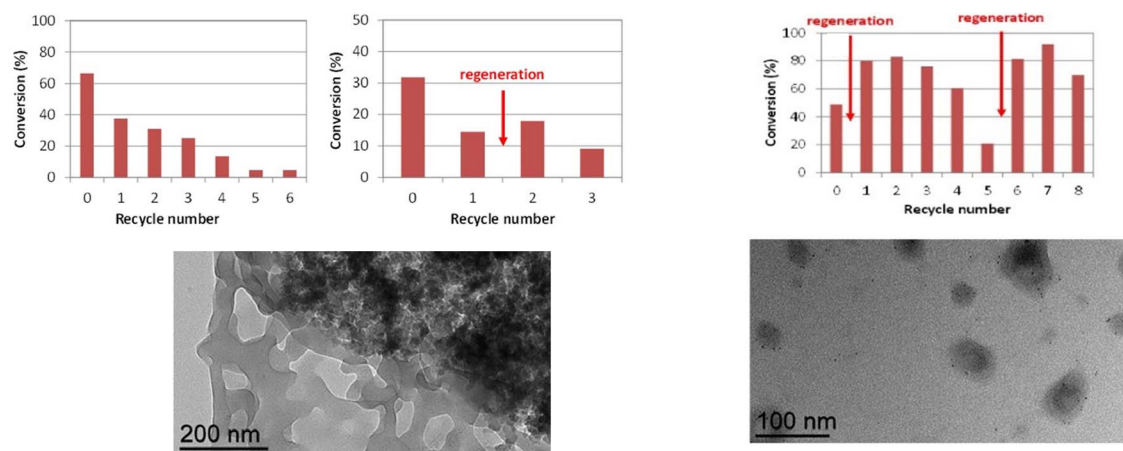 100
80
60
40
20
0
Conversion (%)
0 1 2 3 4 5 6
Recycle number
50
40
30
20
10
0
Conversion (%)
regeneration
0 1 2 3
Recycle number
regeneration
regeneration
100
80
60
40
20
0
Conversion (%)
0 1 2 3 4 5 6 7 8
Recycle number
200 nm
100 nm